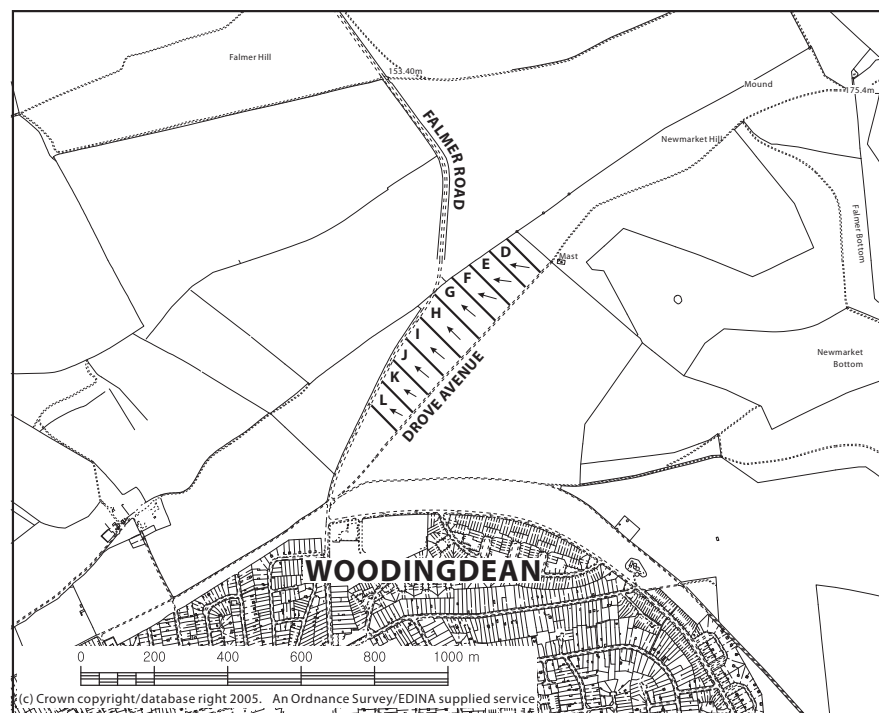 Falmer Hill
153.40m
Mound
175.4m
FALMER ROAD
Newmarket Hill
Falmer Bottom
Mast
D
E
F
G
H
I
J
K
L
DROVE AVENUE
Newmarket
Bottom
WOODINGDEAN
0 200 400 600 800 1000 m
(c) Crown copyright/database right 2005. An Ordnance Survey/EDINA supplied service